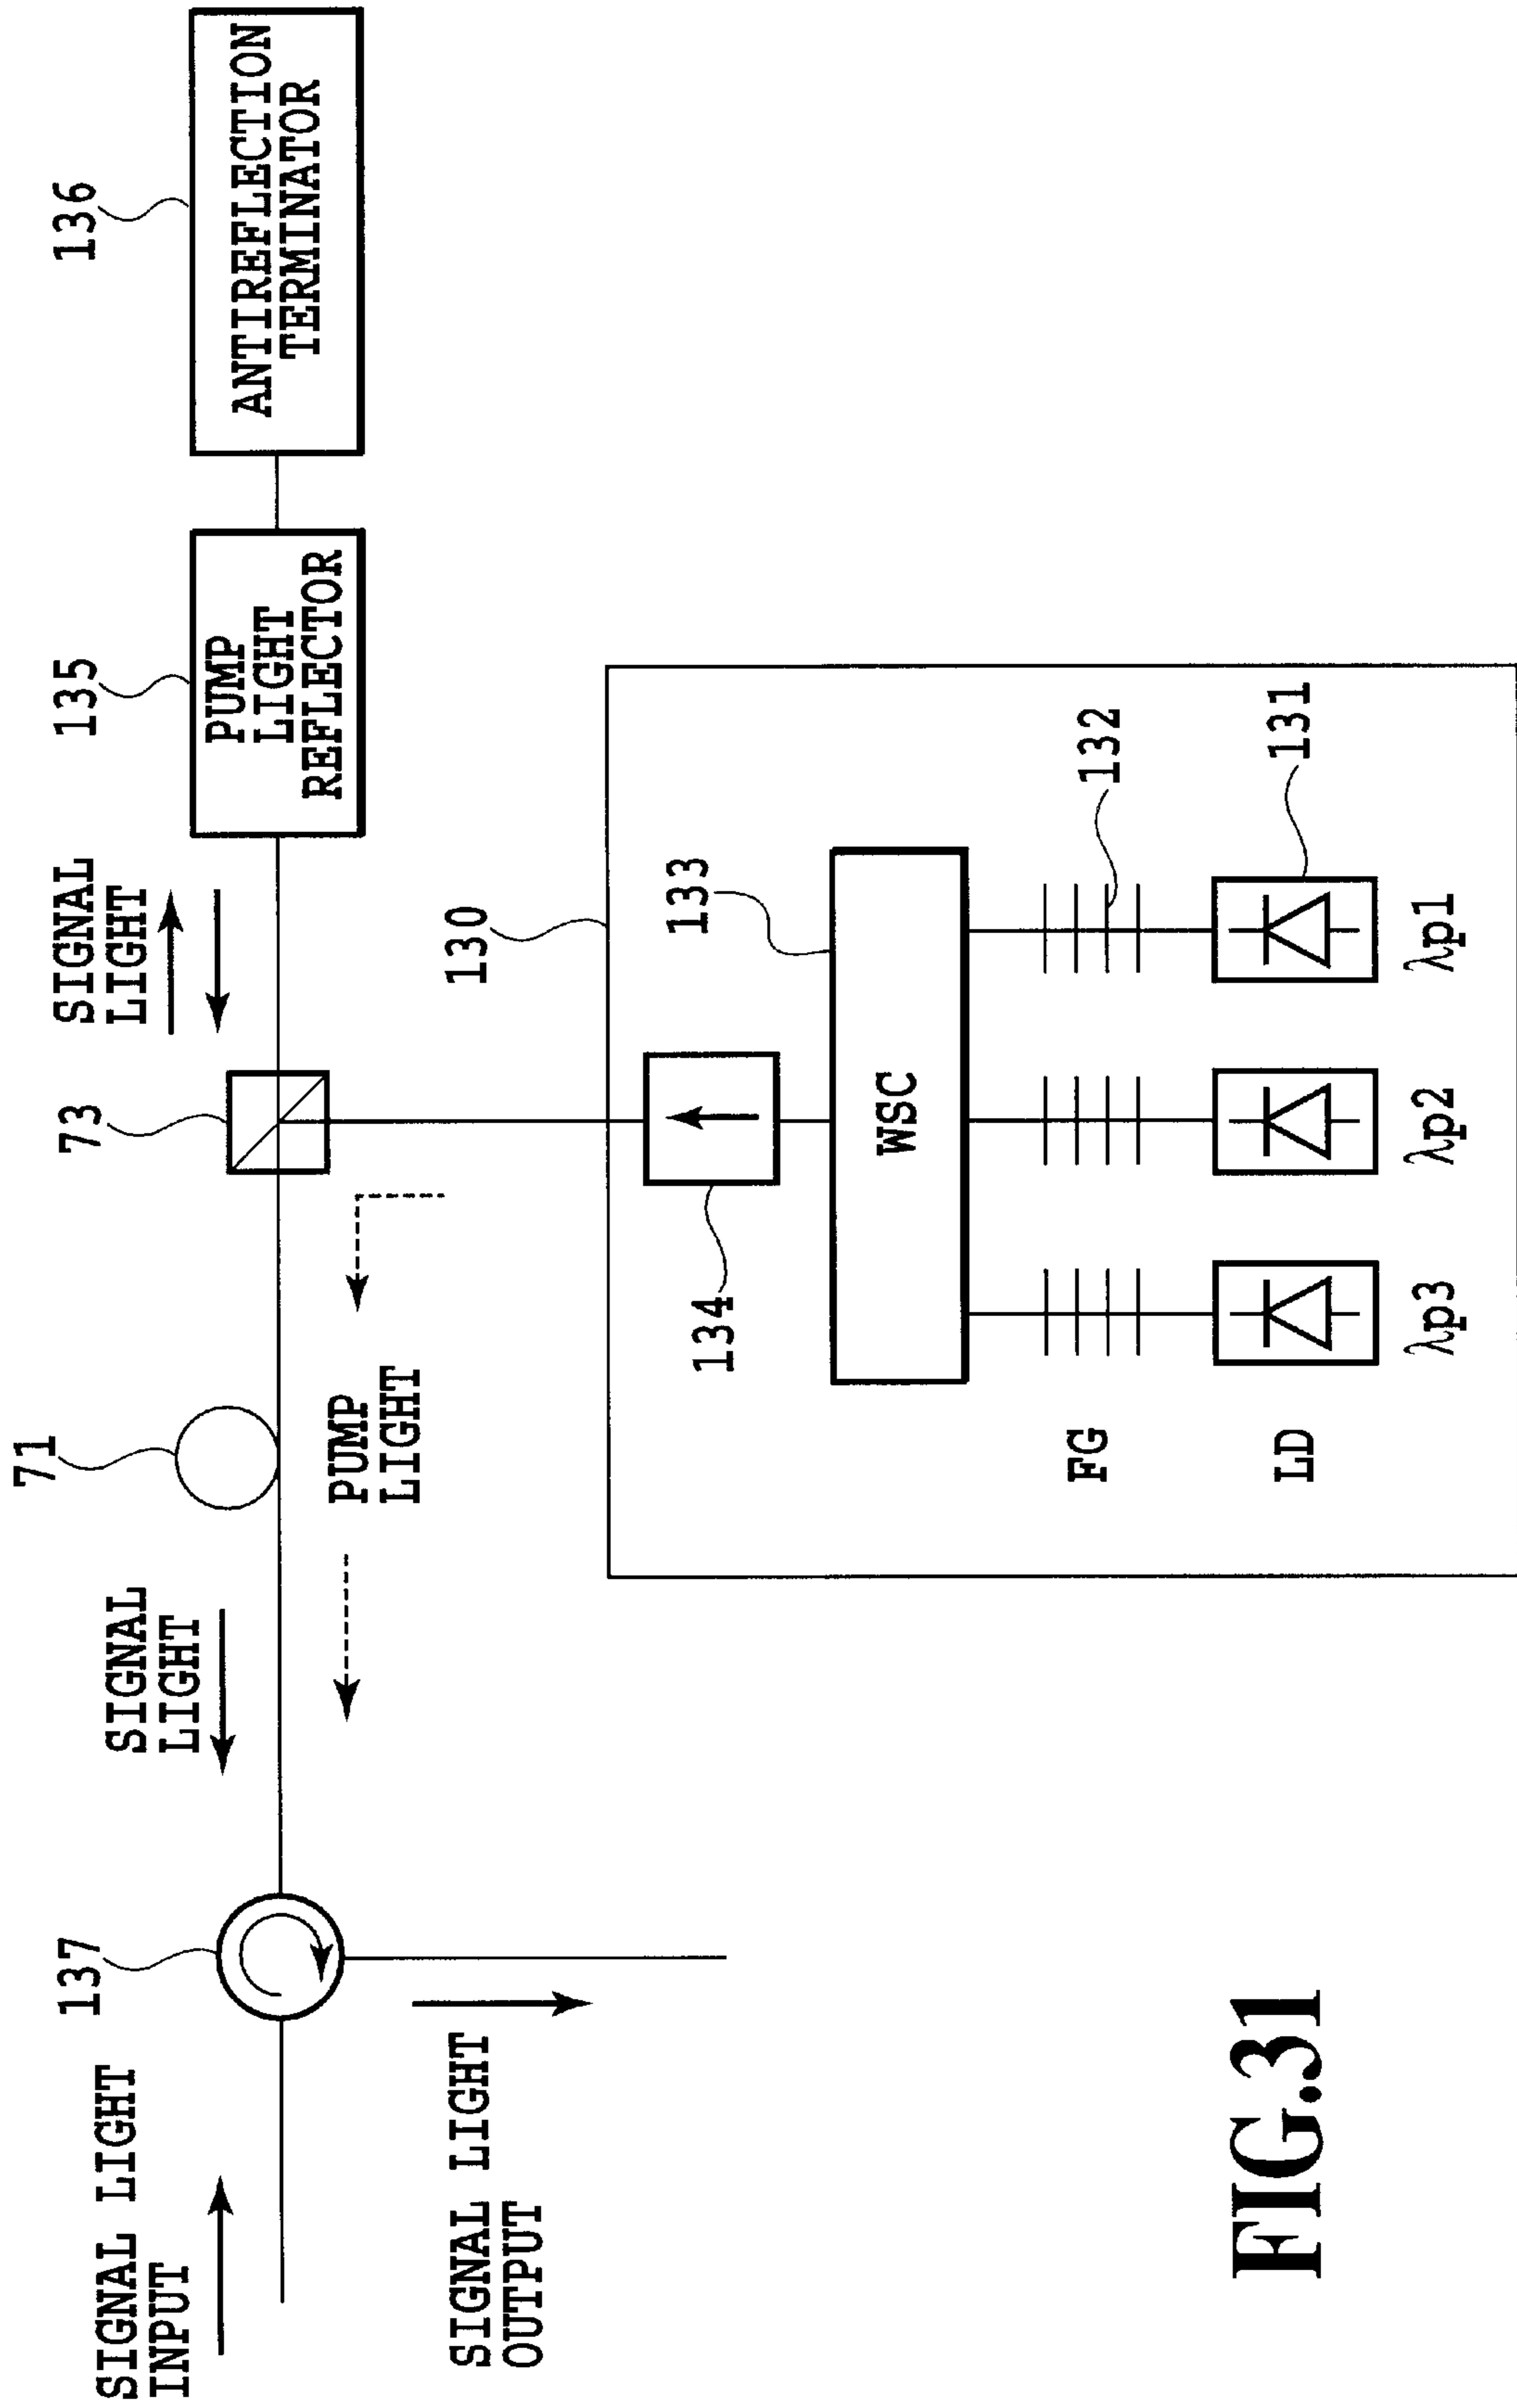 SIGNAL LIGHT
INPUT
137
SIGNAL LIGHT
OUTPUT
SIGNAL
LIGHT
71
PUMP
LIGHT
73
SIGNAL
LIGHT
135
PUMP
LIGHT
REFLECTOR
136
ANTIREFLECTION
TERMINATOR
130
134
133
WSC
132
FG
131
LD
λp3
λp2
λp1
FIG.31